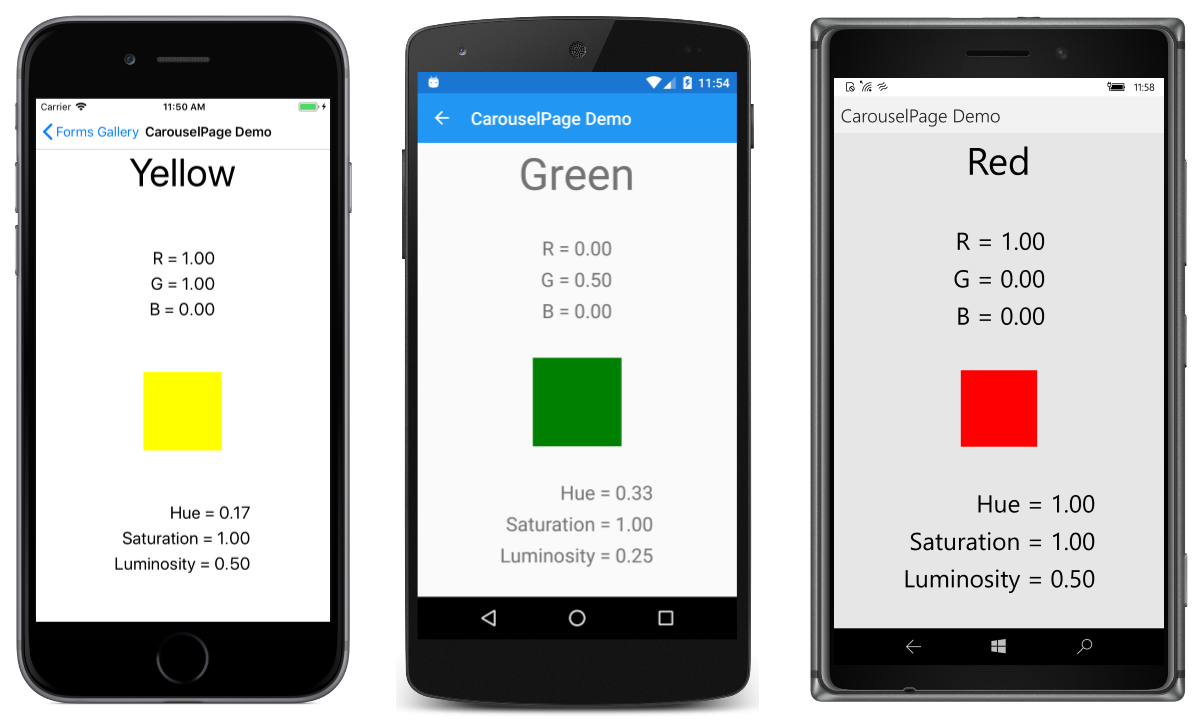 Carrier 11:50 AM
Forms Gallery CarouselPage Demo
Yellow
R = 1.00
G = 1.00
B = 0.00
Hue = 0.17
Saturation = 1.00
Luminosity = 0.50
11:54
CarouselPage Demo
Green
R = 0.00
G = 0.50
B = 0.00
Hue = 0.33
Saturation = 1.00
Luminosity = 0.25
11:58
CarouselPage Demo
Red
R = 1.00
G = 0.00
B = 0.00
Hue = 1.00
Saturation = 1.00
Luminosity = 0.50